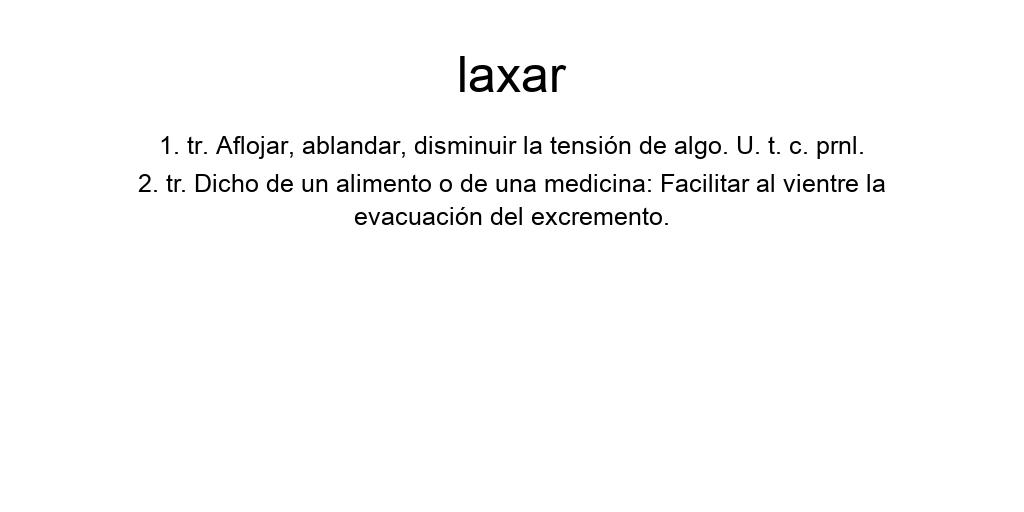 laxar
1. tr. Aflojar, ablandar, disminuir la tensión de algo. U. t. c. prnl.
2. tr. Dicho de un alimento o de una medicina: Facilitar al vientre la
evacuación del excremento.